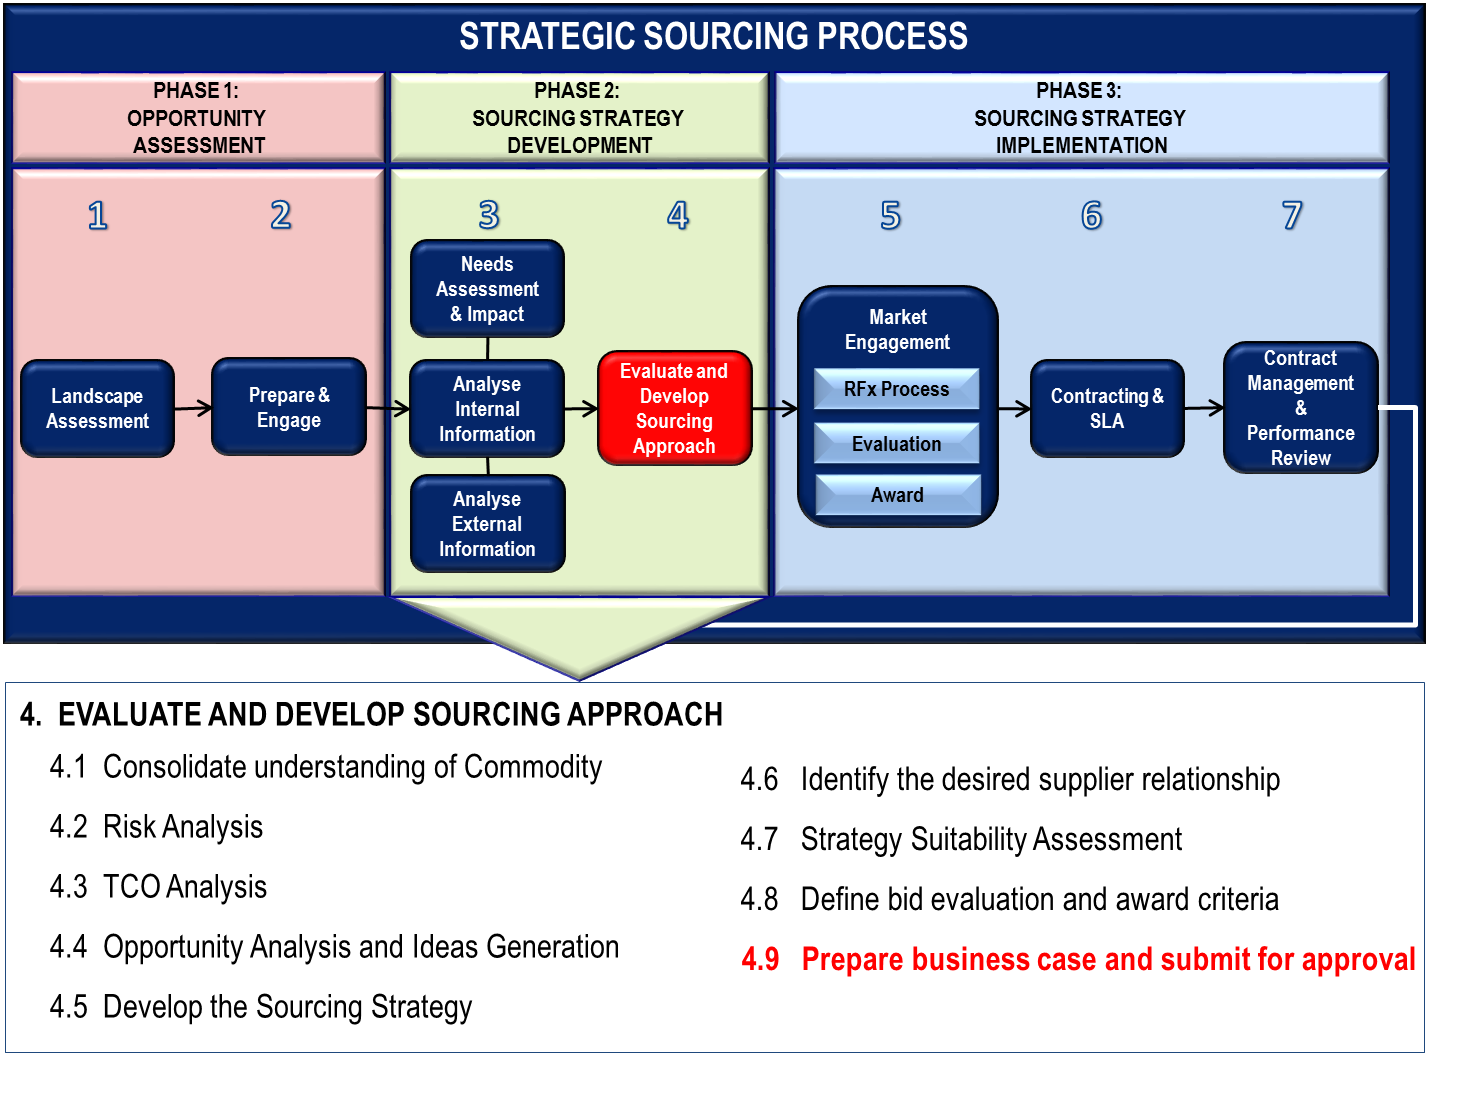 STRATEGIC SOURCING PROCESS
PHASE 1:
OPPORTUNITY
ASSESSMENT
PHASE 2:
SOURCING STRATEGY
DEVELOPMENT
PHASE 3:
SOURCING STRATEGY
IMPLEMENTATION
1
2
3
4
5
6
7
Landscape
Assessment
Prepare &
Engage
Needs
Assessment
& Impact
Analyse
Internal
Information
Analyse
External
Information
Evaluate and
Develop
Sourcing
Approach
Market
Engagement
RFx Process
Evaluation
Award
Contracting &
SLA
Contract
Management
&
Performance
Review
4. EVALUATE AND DEVELOP SOURCING APPROACH
4.1 Consolidate understanding of Commodity
4.2 Risk Analysis
4.3 TCO Analysis
4.4 Opportunity Analysis and Ideas Generation
4.5 Develop the Sourcing Strategy
4.6 Identify the desired supplier relationship
4.7 Strategy Suitability Assessment
4.8 Define bid evaluation and award criteria
4.9 Prepare business case and submit for approval